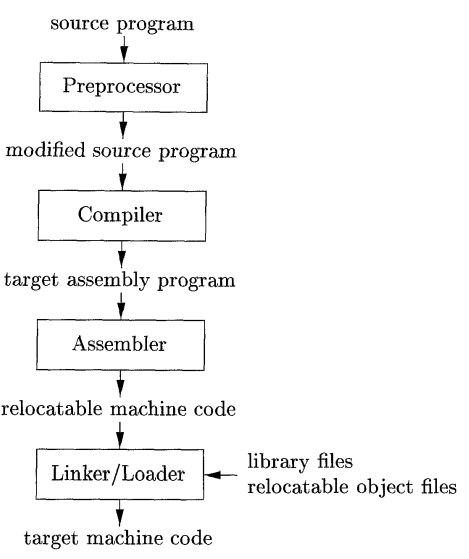 source program
Preprocessor
modified source program
Compiler
target assembly program
Assembler
relocatable machine code
Linker/Loader
library files
relocatable object files
target machine code